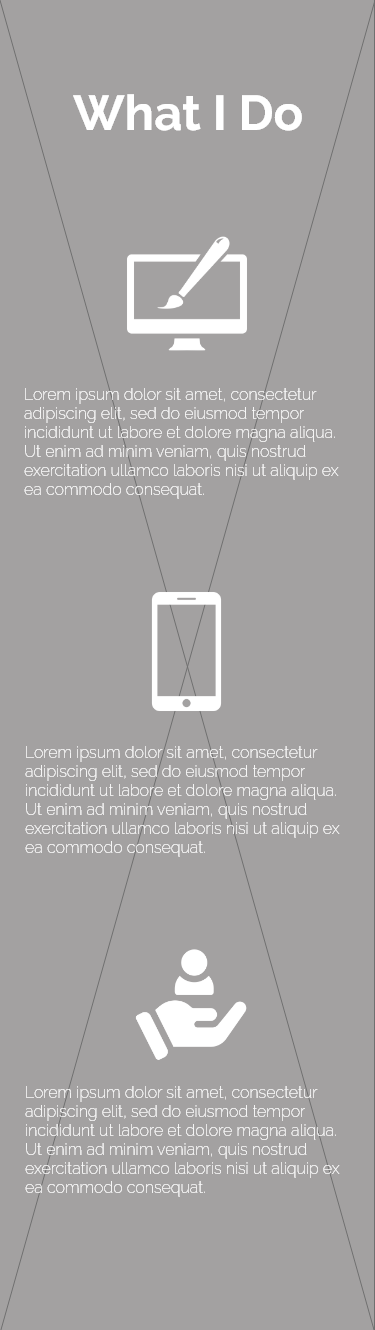 What I Do
Lorem ipsum dolor sit amet, consectetur
adipiscing elit, sed do eiusmod tempor
incididunt ut labore et dolore magna aliqua.
Ut enim ad minim veniam, quis nostrud
exercitation ullamco laboris nisi ut aliquip ex
ea commodo consequat.
Lorem ipsum dolor sit amet, consectetur
adipiscing elit, sed do eiusmod tempor
incididunt ut labore et dolore magna aliqua.
Ut enim ad minim veniam, quis nostrud
exercitation ullamco laboris nisi ut aliquip ex
ea commodo consequat.
Lorem ipsum dolor sit amet, consectetur
adipiscing elit, sed do eiusmod tempor
incididunt ut labore et dolore magna aliqua.
Ut enim ad minim veniam, quis nostrud
exercitation ullamco laboris nisi ut aliquip ex
ea commodo consequat.